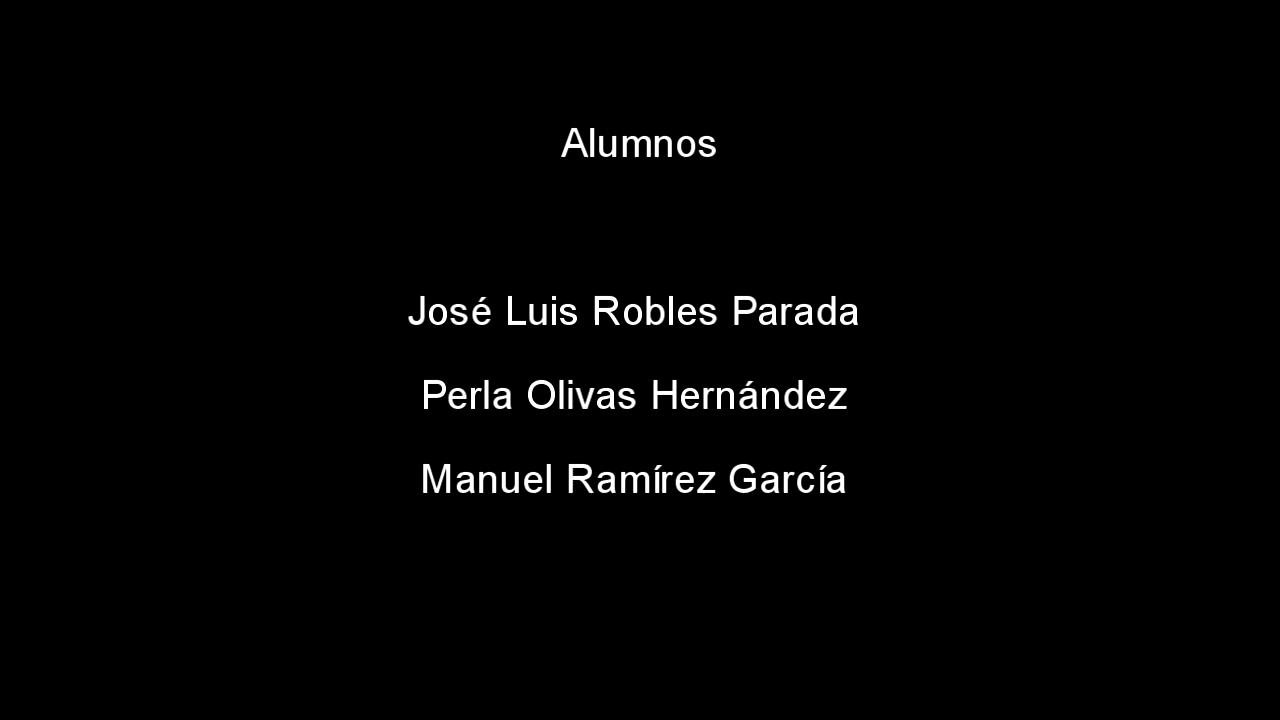 Alumnos
José Luis Robles Parada
Perla Olivas Hernández
Manuel Ramírez García